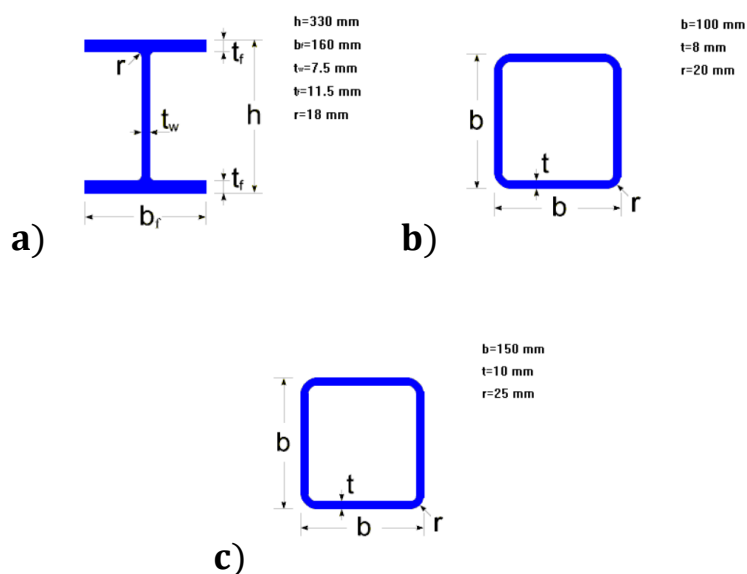 h=330 mm
bf=160 mm
tw=7.5 mm
tf=11.5 mm
r=18 mm
r
tf
tw
h
tf
bf
a)
b=100 mm
t=8 mm
r=20 mm
b
t
b
r
b)
b=150 mm
t=10 mm
r=25 mm
b
t
b
r
c)